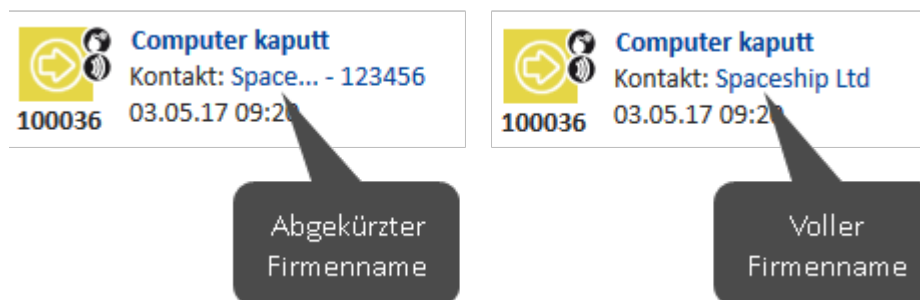 Computer kaputt
Kontakt: Space... - 123456
100036
03.05.17 09:20
Abgekürzter
Firmenname
Computer kaputt
Kontakt: Spaceship Ltd
100036
03.05.17 09:20
Voller
Firmenname